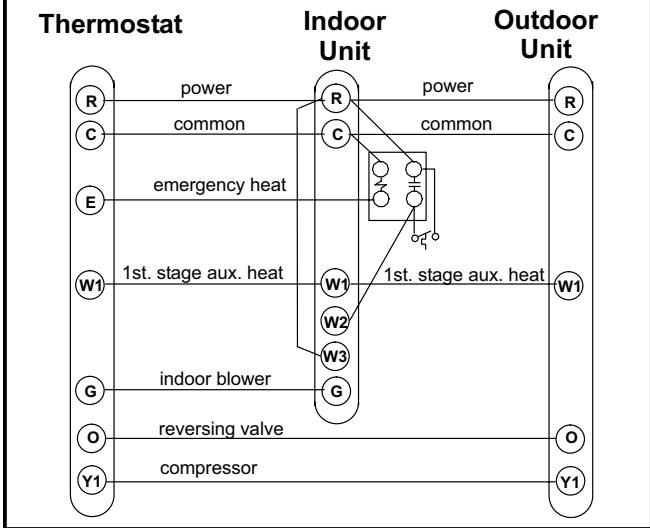 Thermostat
Indoor
Unit
Outdoor
Unit
R power R power R
C common C common C
E emergency heat
W1 1st. stage aux. heat W1 1st. stage aux. heat W1
W2
W3
G indoor blower G
O reversing valve O
Y1 compressor Y1